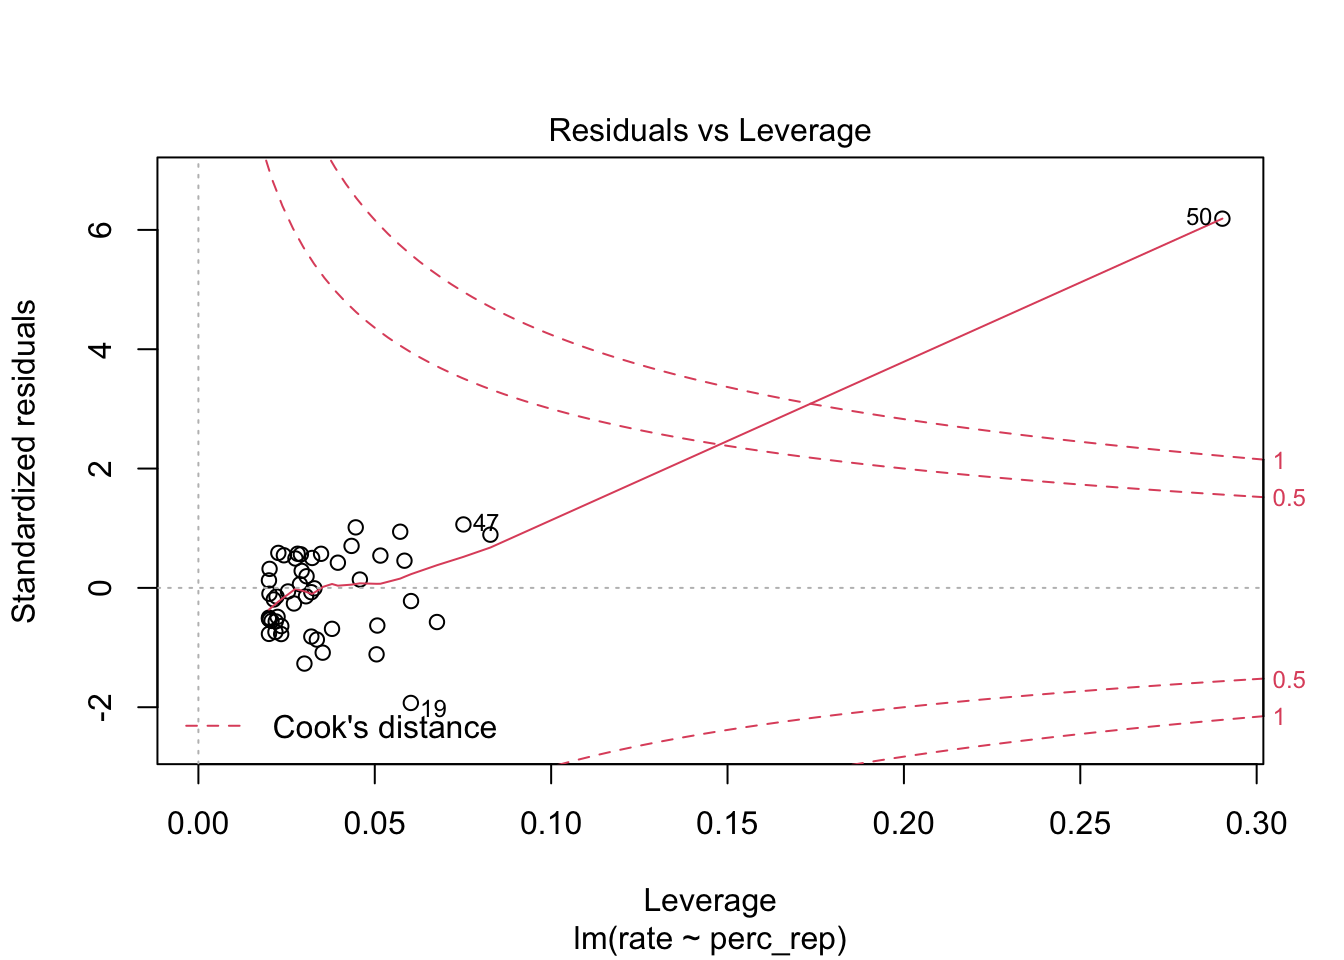 Residuals vs Leverage
Standardized residuals
6
4
2
0
-2
50
47
19
1
0.5
0.5
1
Cook's distance
0.00 0.05 0.10 0.15 0.20 0.25 0.30
Leverage
lm(rate ~ perc_rep)